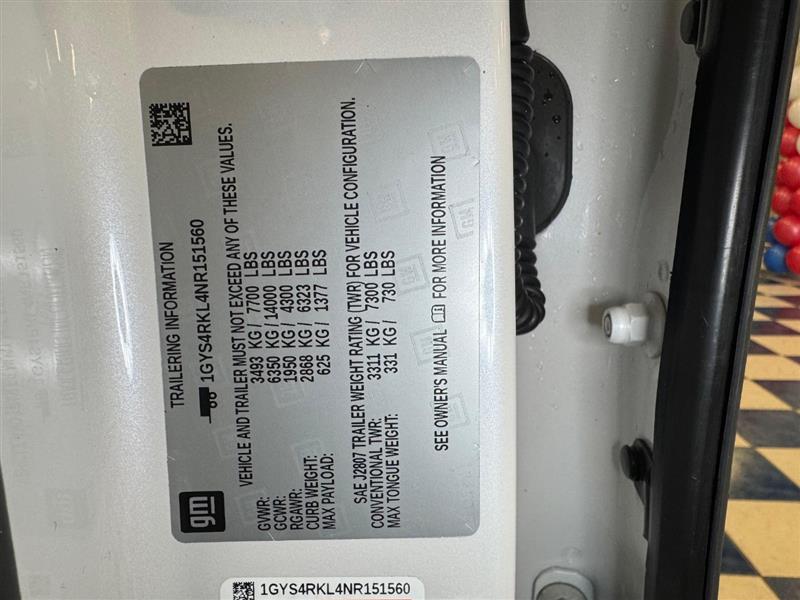 gm
TRAILERING INFORMATION
1GYS4RKL4NR151560
VEHICLE AND TRAILER MUST NOT EXCEED ANY OF THESE VALUES.
GVWR: 3493 KG / 7700 LBS
GCWR: 6350 KG / 14000 LBS
RGAWR: 1950 KG / 4300 LBS
CURB WEIGHT: 2868 KG / 6323 LBS
MAX PAYLOAD: 625 KG / 1377 LBS
SAE J2807 TRAILER WEIGHT RATING (TWR) FOR VEHICLE CONFIGURATION.
CONVENTIONAL TWR: 3311 KG / 7300 LBS
MAX TONGUE WEIGHT: 331 KG / 730 LBS
SEE OWNER'S MANUAL FOR MORE INFORMATION
1GYS4RKL4NR151560